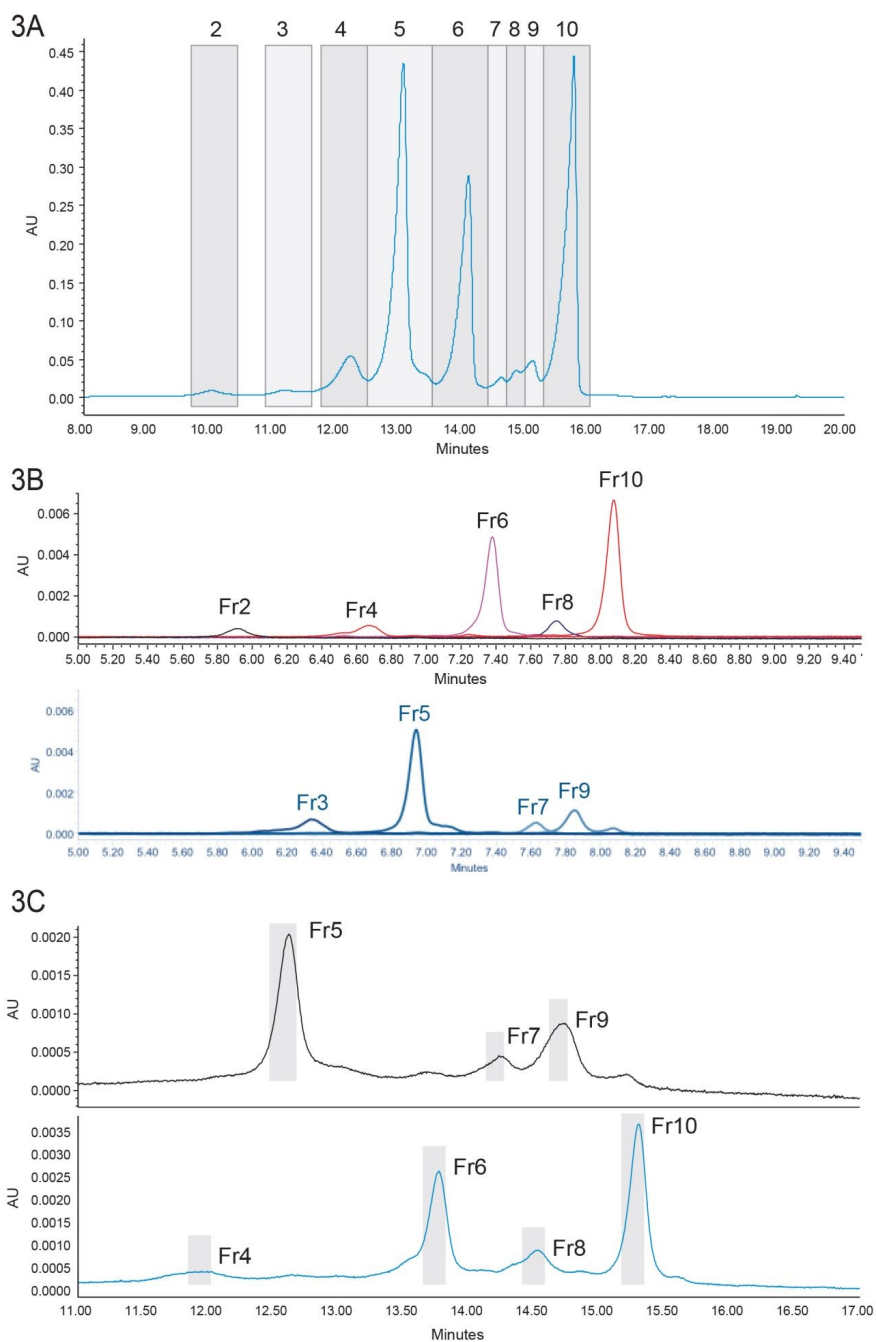 3A
2 3 4 5 6 7 8 9 10
0.45
0.40
0.35
0.30
0.25
0.20
0.15
0.10
0.05
0.00
AU
8.00 9.00 10.00 11.00 12.00 13.00 14.00 15.00 16.00 17.00 18.00 19.00 20.00
Minutes
3B
Fr10
Fr6
Fr2
Fr4
Fr8
0.006
0.004
0.002
0.000
AU
5.00 5.20 5.40 5.60 5.80 6.00 6.20 6.40 6.60 6.80 7.00 7.20 7.40 7.60 7.80 8.00 8.20 8.40 8.60 8.80 9.00 9.20 9.40
Minutes
Fr5
Fr3
Fr7
Fr9
0.006
0.004
0.002
0.000
AU
5.00 5.20 5.40 5.60 5.80 6.00 6.20 6.40 6.60 6.80 7.00 7.20 7.40 7.60 7.80 8.00 8.20 8.40 8.60 8.80 9.00 9.20 9.40
Minutes
3C
Fr5
Fr7
Fr9
0.0020
0.0015
0.0010
0.0005
0.0000
AU
Fr10
Fr6
Fr4
Fr8
0.0035
0.0030
0.0025
0.0020
0.0015
0.0010
0.0005
0.0000
AU
11.00 11.50 12.00 12.50 13.00 13.50 14.00 14.50 15.00 15.50 16.00 16.50 17.00
Minutes